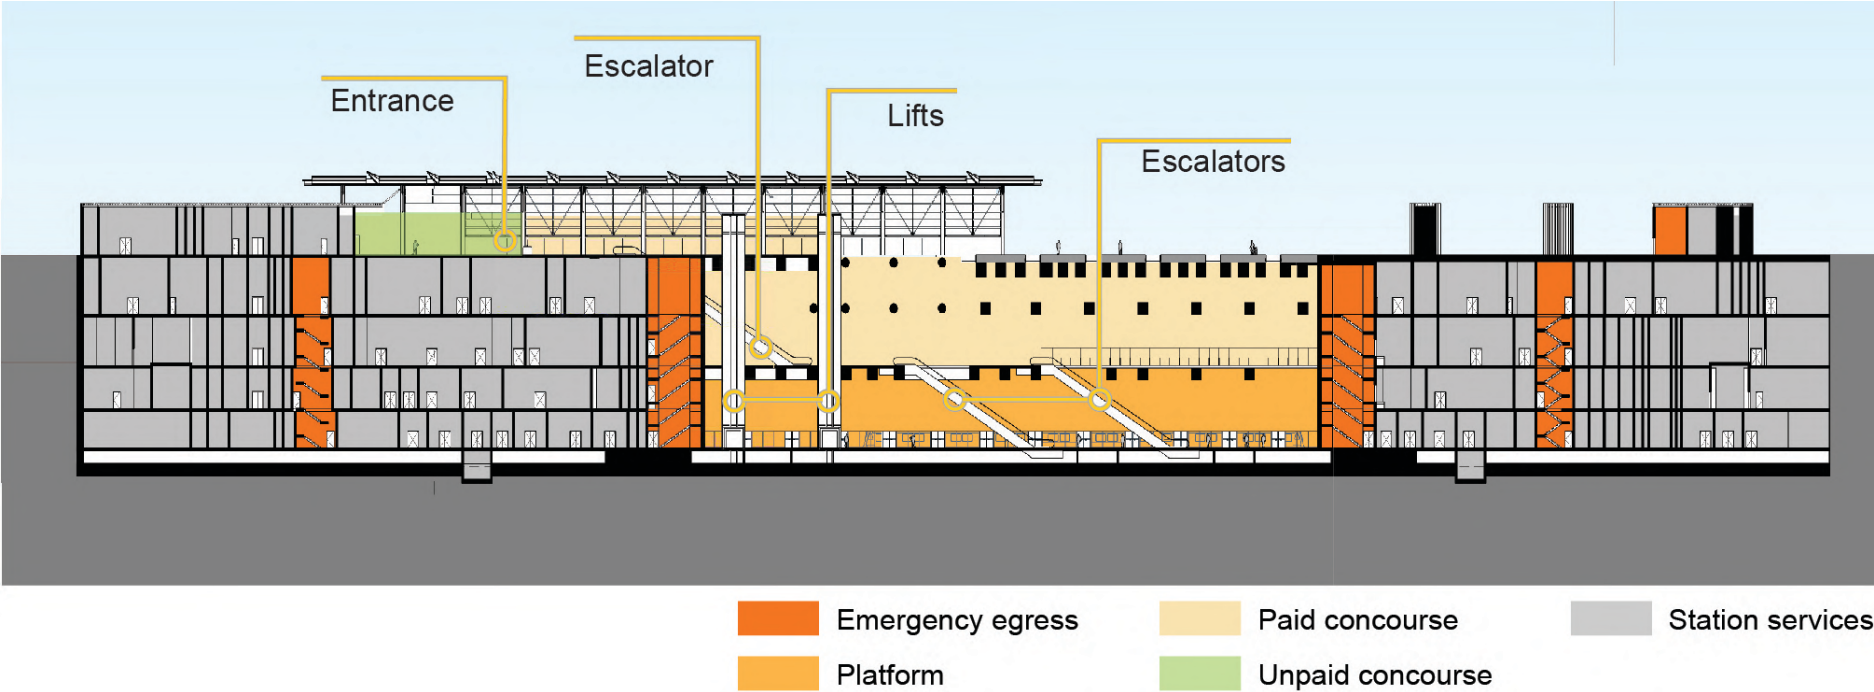 Escalator
Entrance
Lifts
Escalators
Emergency egress
Paid concourse
Station services
Platform
Unpaid concourse